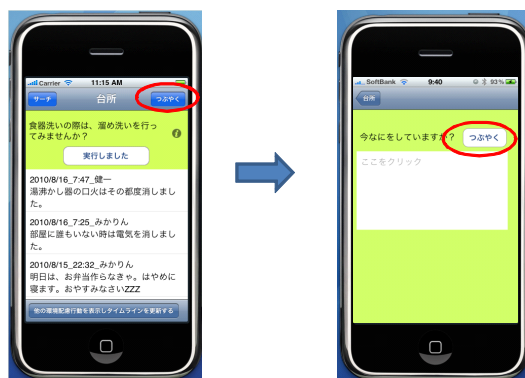 Carrier 11:15 AM
サーチ 台所 つぶやく
食器洗いの際は、溜め洗いを行っ
てみませんか?
実行しました
2010/8/16_7:47_健一
湯沸かし器の口火はその都度消しまし
た。
2010/8/16_7:25_みかりん
部屋に誰もいない時は電気を消しまし
た。
2010/8/15_22:32_みかりん
明日は、お弁当作らなきゃ。はやめに
寝ます。おやすみなさいZZZ
他の環境配慮行動を表示しタイムラインを更新する
SoftBank 9:40 93%
台所
今なにをしていますか? つぶやく
ここをクリック